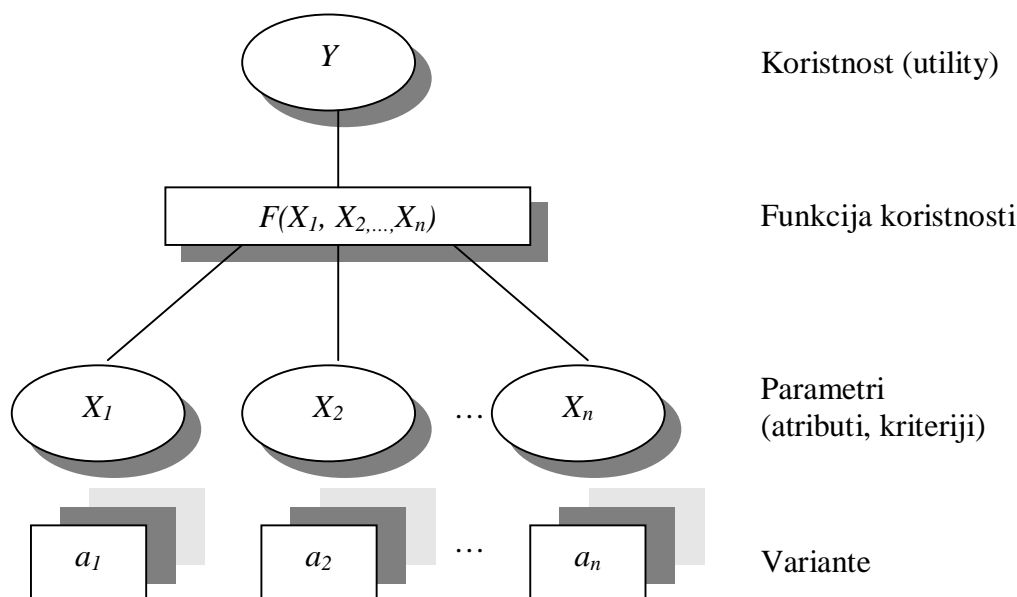 Y
Koristnost (utility)
F(X1, X2,...,Xn)
Funkcija koristnosti
X1
X2
...
Xn
Parametri
(atributi, kriteriji)
a1
a2
...
an
Variante